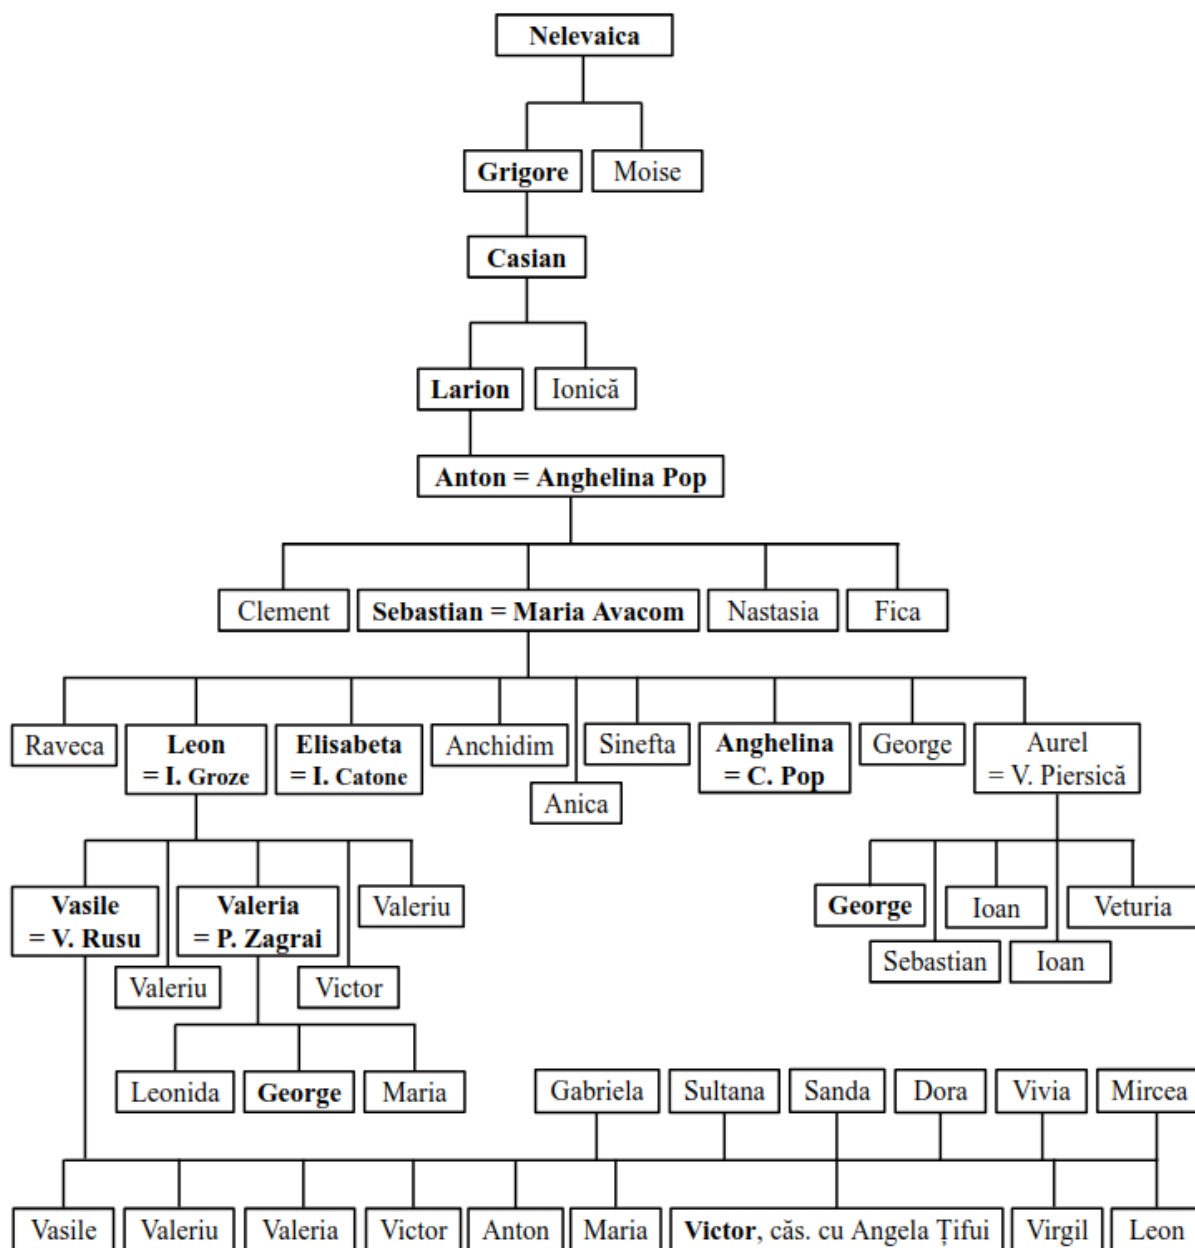 Nelevaica
Grigore
Moise
Casian
Larion
Ionică
Anton = Anghelina Pop
Clement
Sebastian = Maria Avacom
Nastasia
Fica
Raveca
Leon
= I. Groze
Elisabeta
= I. Catone
Anchidim
Anica
Sinefta
Anghelina
= C. Pop
George
Aurel
= V. Piersică
Vasile
= V. Rusu
Valeriu
Valeria
= P. Zagrai
Victor
Valeriu
George
Sebastian
Ioan
Ioan
Veturia
Leonida
George
Maria
Gabriela
Sultana
Sanda
Dora
Vivia
Mircea
Vasile
Valeriu
Valeria
Victor
Anton
Maria
Victor, căs. cu Angela Țifui
Virgil
Leon